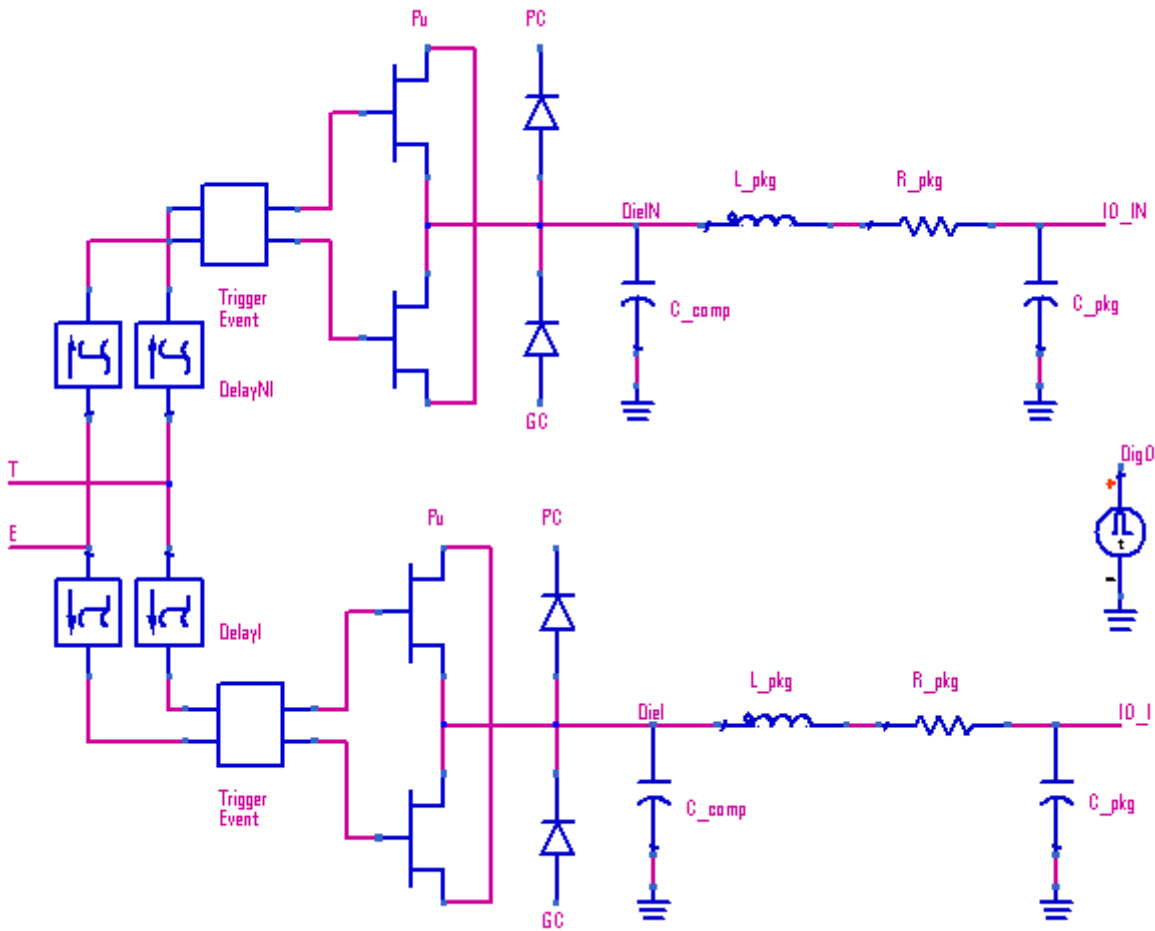 Pu
PC
L_pkg
R_pkg
DieIN
IO_IN
Trigger
Event
C_comp
C_pkg
DelayNI
GC
DigO
+
T
t
E
-
Pu
PC
DelayI
L_pkg
R_pkg
DieI
IO_I
Trigger
Event
C_comp
C_pkg
GC